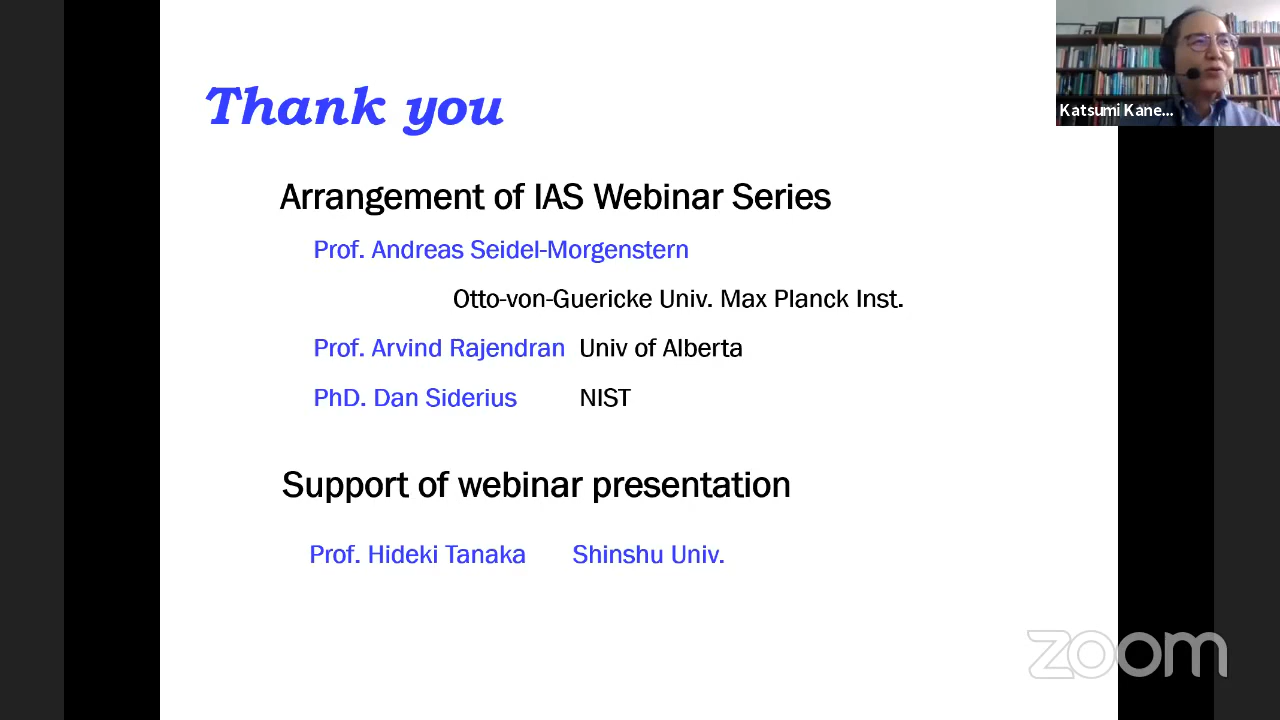 Thank you
Katsumi Kane...
Arrangement of IAS Webinar Series
Prof. Andreas Seidel-Morgenstern
Otto-von-Guericke Univ. Max Planck Inst.
Prof. Arvind Rajendran Univ of Alberta
PhD. Dan Siderius NIST
Support of webinar presentation
Prof. Hideki Tanaka Shinshu Univ.
zoom